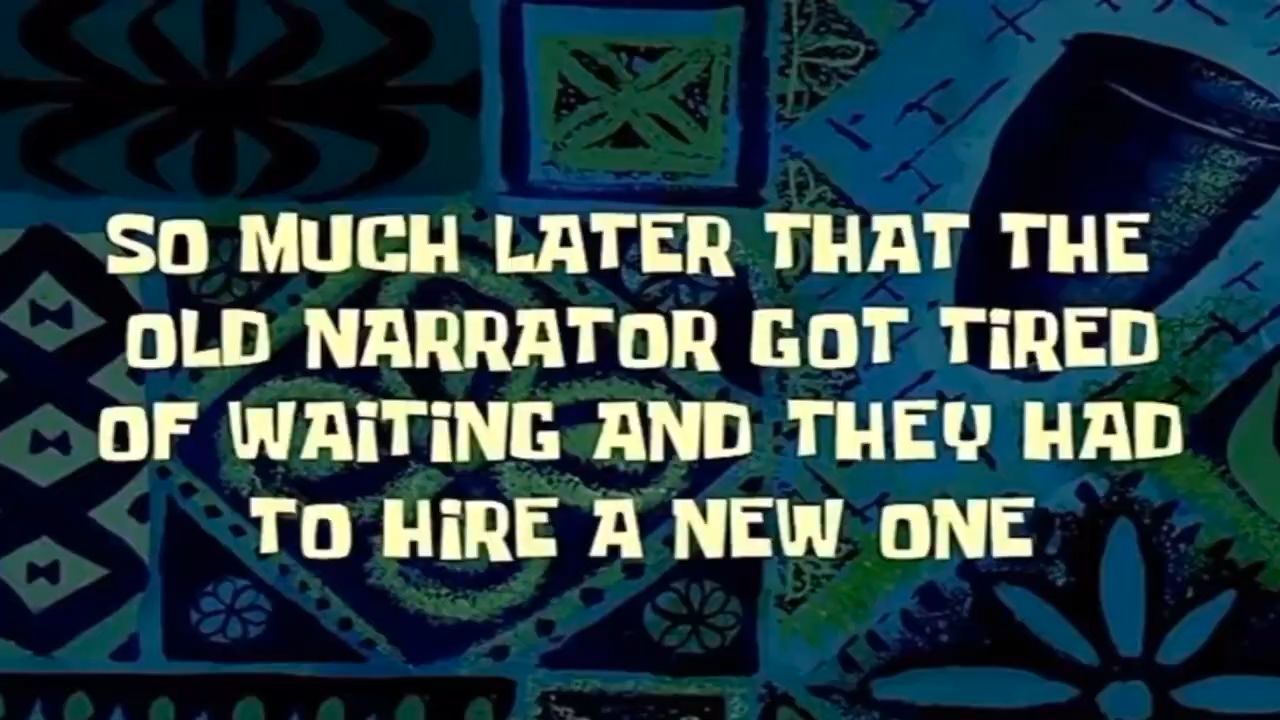 SO MUCH LATER THAT THE
OLD NARRATOR GOT TiRED
OF WAiTiNG AND THEY HAD
TO HiRE A NEW ONE